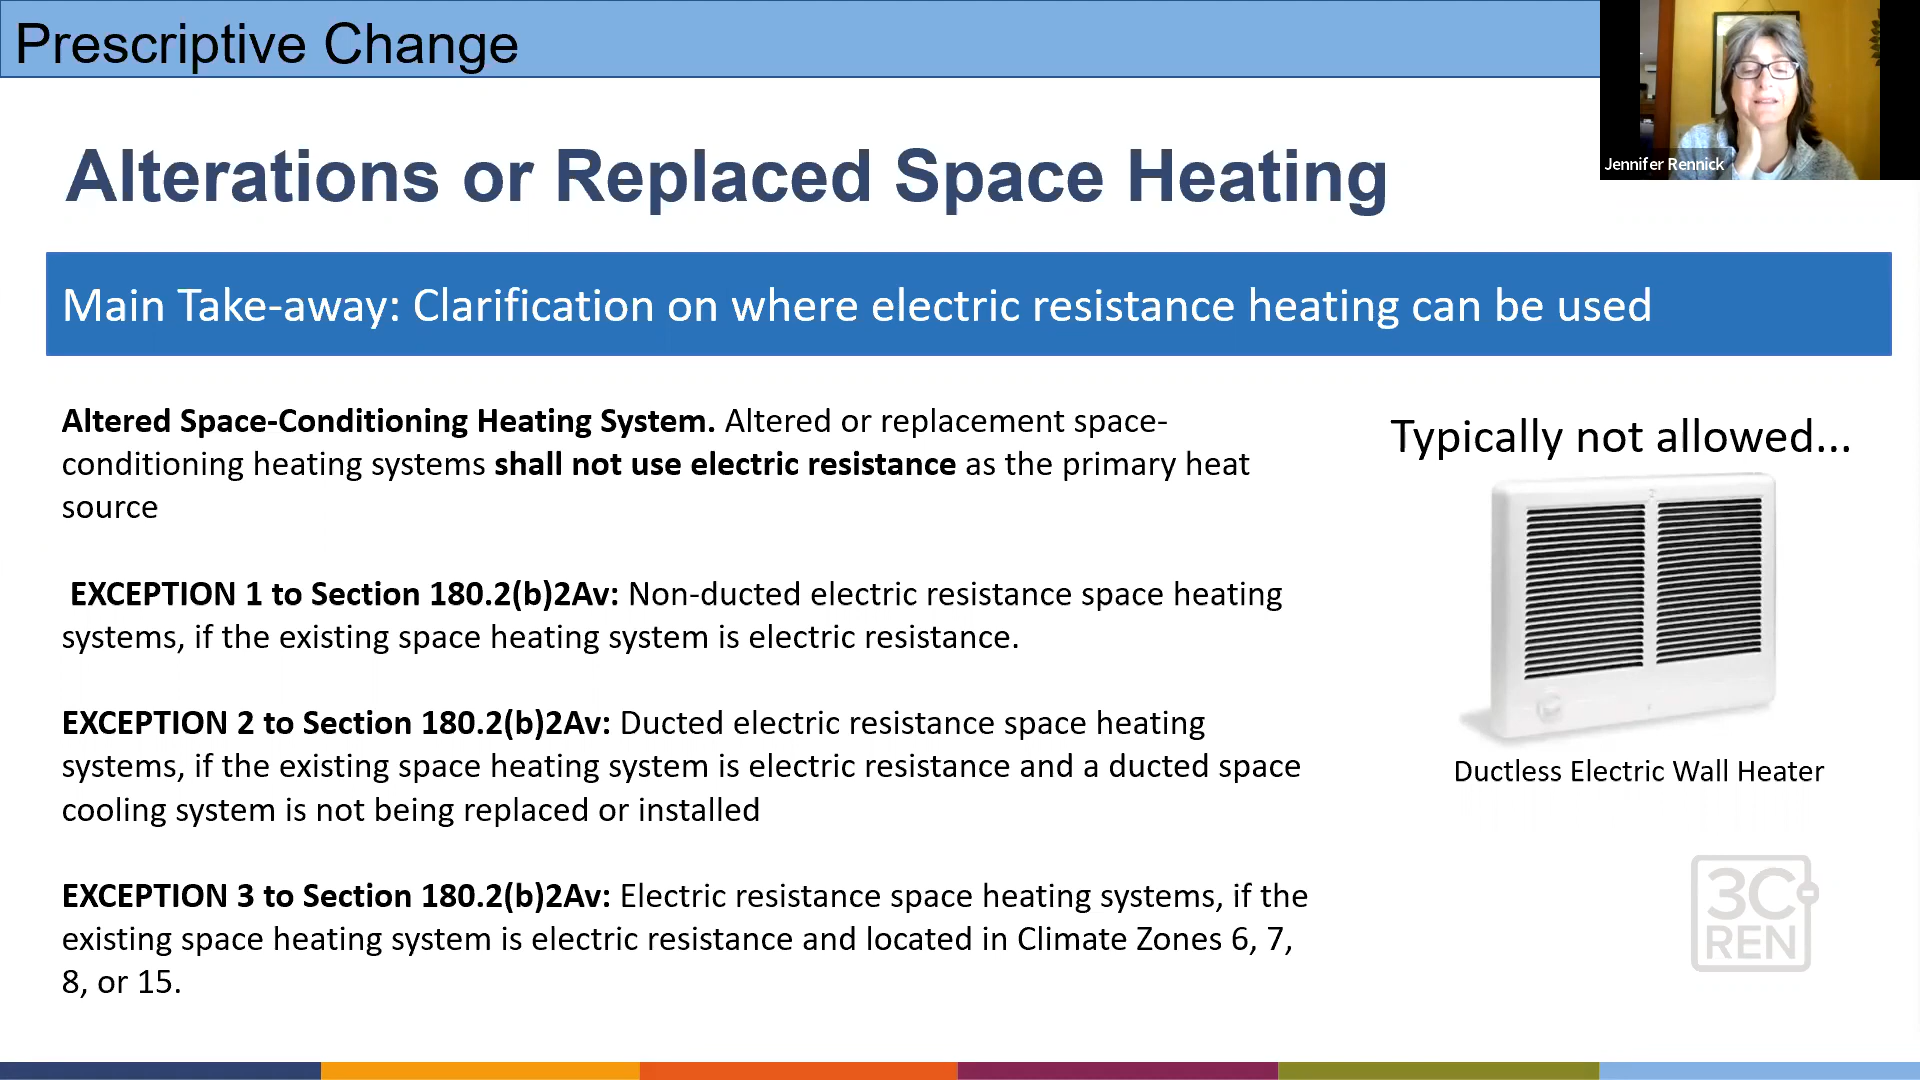 Prescriptive Change
Jennifer Rennick
Alterations or Replaced Space Heating
Main Take-away: Clarification on where electric resistance heating can be used
Altered Space-Conditioning Heating System. Altered or replacement space-
conditioning heating systems shall not use electric resistance as the primary heat
source
EXCEPTION 1 to Section 180.2(b)2Av: Non-ducted electric resistance space heating
systems, if the existing space heating system is electric resistance.
EXCEPTION 2 to Section 180.2(b)2Av: Ducted electric resistance space heating
systems, if the existing space heating system is electric resistance and a ducted space
cooling system is not being replaced or installed
EXCEPTION 3 to Section 180.2(b)2Av: Electric resistance space heating systems, if the
existing space heating system is electric resistance and located in Climate Zones 6, 7,
8, or 15.
Typically not allowed...
Ductless Electric Wall Heater
3C
REN